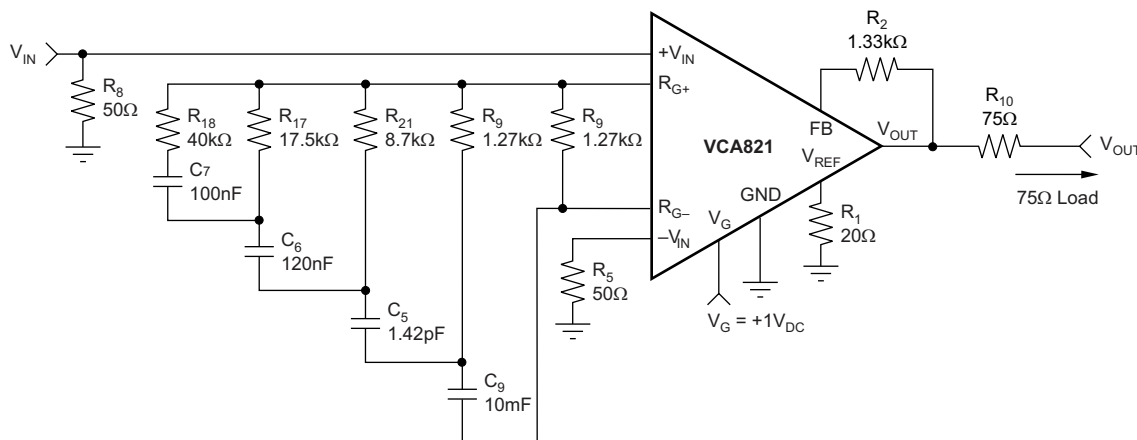 R₂
1.33kΩ
V_IN
+V_IN
R₈
50Ω
R_G+
R₁₈
40kΩ
R₁₇
17.5kΩ
R₂₁
8.7kΩ
R₉
1.27kΩ
R₉
1.27kΩ
R₁₀
75Ω
FB
VCA821
V_OUT
V_OUT
V_REF
75Ω Load
C₇
100nF
GND
R_G–
V_G
R₁
20Ω
–V_IN
C₆
120nF
R₅
50Ω
C₅
1.42pF
V_G = +1V_DC
C₉
10mF